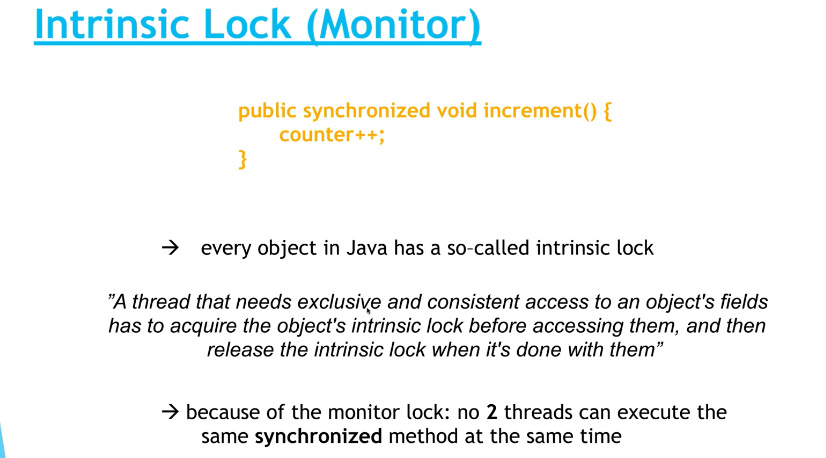 Intrinsic Lock (Monitor)
public synchronized void increment() {
counter++;
}
→ every object in Java has a so-called intrinsic lock
”A thread that needs exclusive and consistent access to an object's fields
has to acquire the object's intrinsic lock before accessing them, and then
release the intrinsic lock when it's done with them”
→ because of the monitor lock: no 2 threads can execute the
same synchronized method at the same time